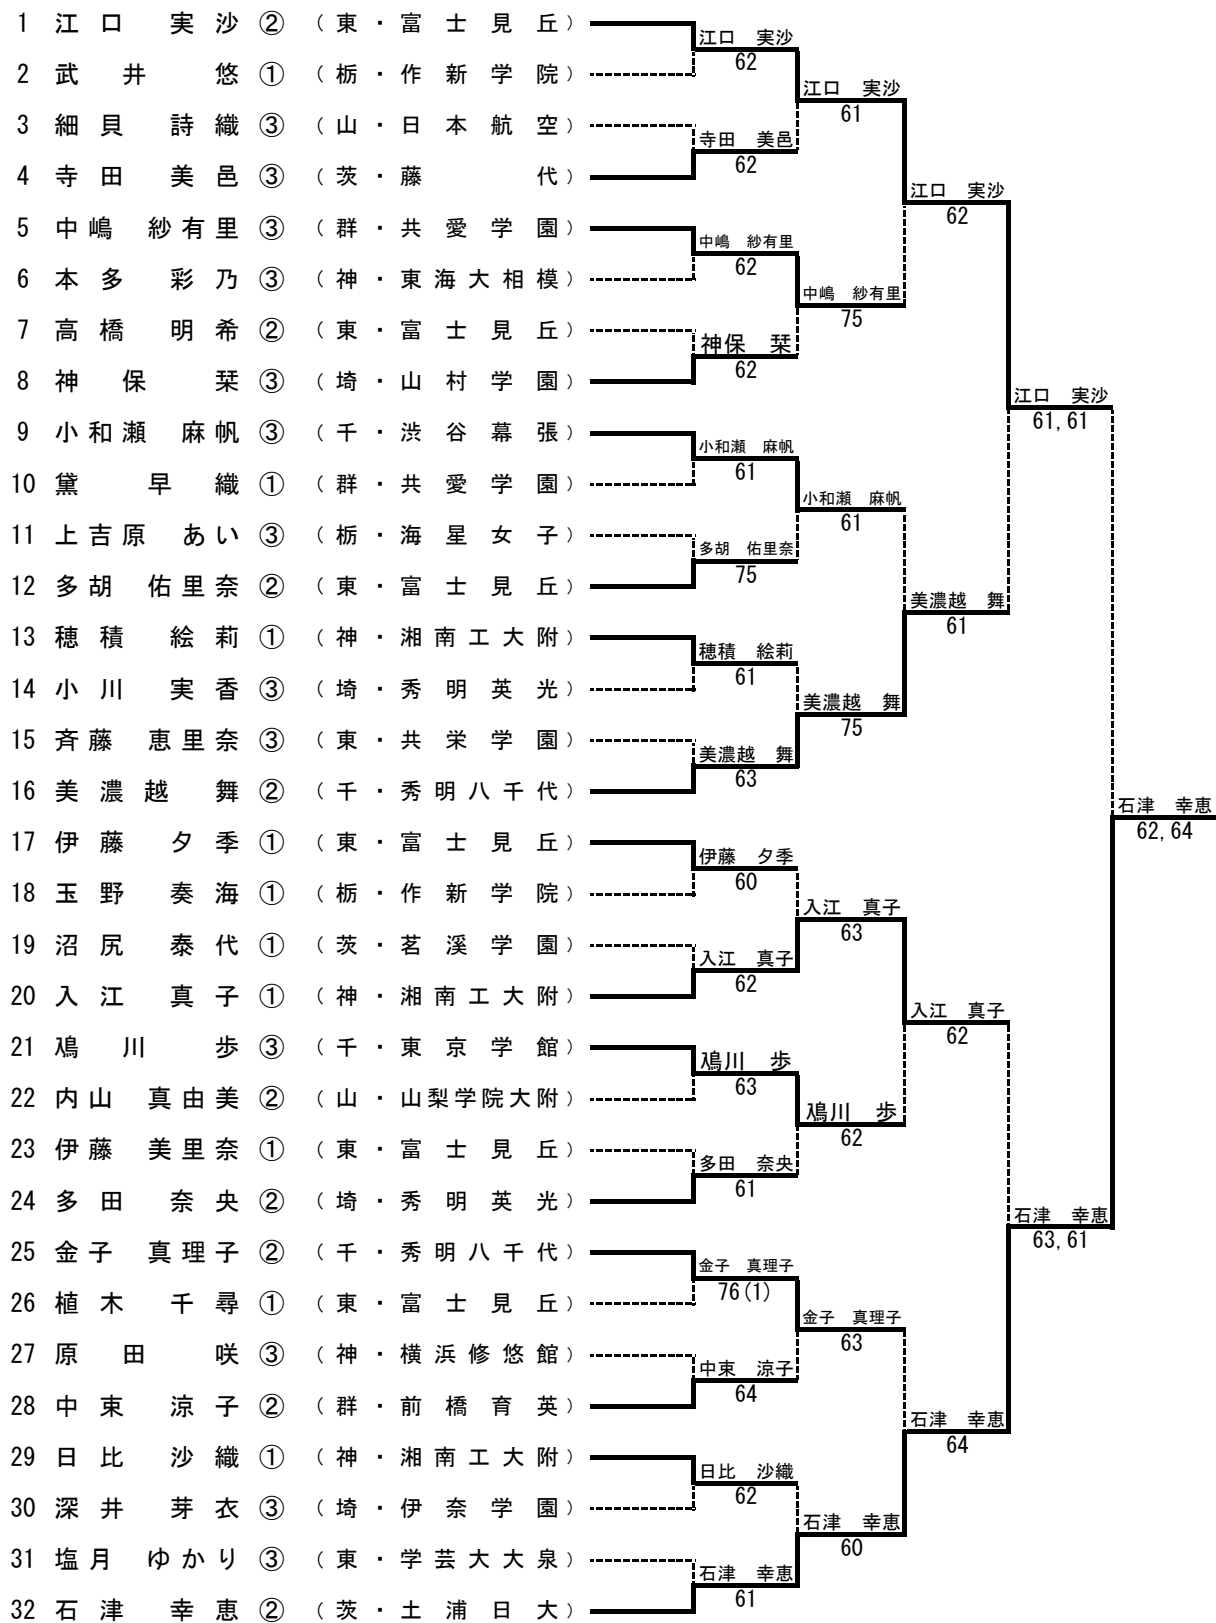 1 江口 実沙 ② （東・富士見丘）
江口 実沙
62
2 武井 悠 ① （栃・作新学院）
江口 実沙
61
3 細貝 詩織 ③ （山・日本航空）
寺田 美邑
62
4 寺田 美邑 ③ （茨・藤代）
江口 実沙
62
5 中嶋 紗有里 ③ （群・共愛学園）
中嶋 紗有里
62
6 本多 彩乃 ③ （神・東海大相模）
中嶋 紗有里
75
7 高橋 明希 ② （東・富士見丘）
神保 栞
62
8 神保 栞 ③ （埼・山村学園）
江口 実沙
61,61
9 小和瀬 麻帆 ③ （千・渋谷幕張）
小和瀬 麻帆
61
10 黛 早織 ① （群・共愛学園）
小和瀬 麻帆
61
11 上吉原 あい ③ （栃・海星女子）
多胡 佑里奈
75
12 多胡 佑里奈 ② （東・富士見丘）
美濃越 舞
61
13 穂積 絵莉 ① （神・湘南工大附）
穂積 絵莉
61
14 小川 実香 ③ （埼・秀明英光）
美濃越 舞
75
15 斉藤 恵里奈 ③ （東・共栄学園）
美濃越 舞
63
16 美濃越 舞 ② （千・秀明八千代）
石津 幸恵
62,64
17 伊藤 夕季 ① （東・富士見丘）
伊藤 夕季
60
18 玉野 奏海 ① （栃・作新学院）
入江 真子
63
19 沼尻 泰代 ① （茨・茗溪学園）
入江 真子
62
20 入江 真子 ① （神・湘南工大附）
入江 真子
62
21 鳰川 歩 ③ （千・東京学館）
鳰川 歩
63
22 内山 真由美 ② （山・山梨学院大附）
鳰川 歩
62
23 伊藤 美里奈 ① （東・富士見丘）
多田 奈央
61
24 多田 奈央 ② （埼・秀明英光）
石津 幸恵
63,61
25 金子 真理子 ② （千・秀明八千代）
金子 真理子
76(1)
26 植木 千尋 ① （東・富士見丘）
金子 真理子
63
27 原田 咲 ③ （神・横浜修悠館）
中東 涼子
64
28 中東 涼子 ② （群・前橋育英）
石津 幸恵
64
29 日比 沙織 ① （神・湘南工大附）
日比 沙織
62
30 深井 芽衣 ③ （埼・伊奈学園）
石津 幸恵
60
31 塩月 ゆかり ③ （東・学芸大大泉）
石津 幸恵
61
32 石津 幸恵 ② （茨・土浦日大）